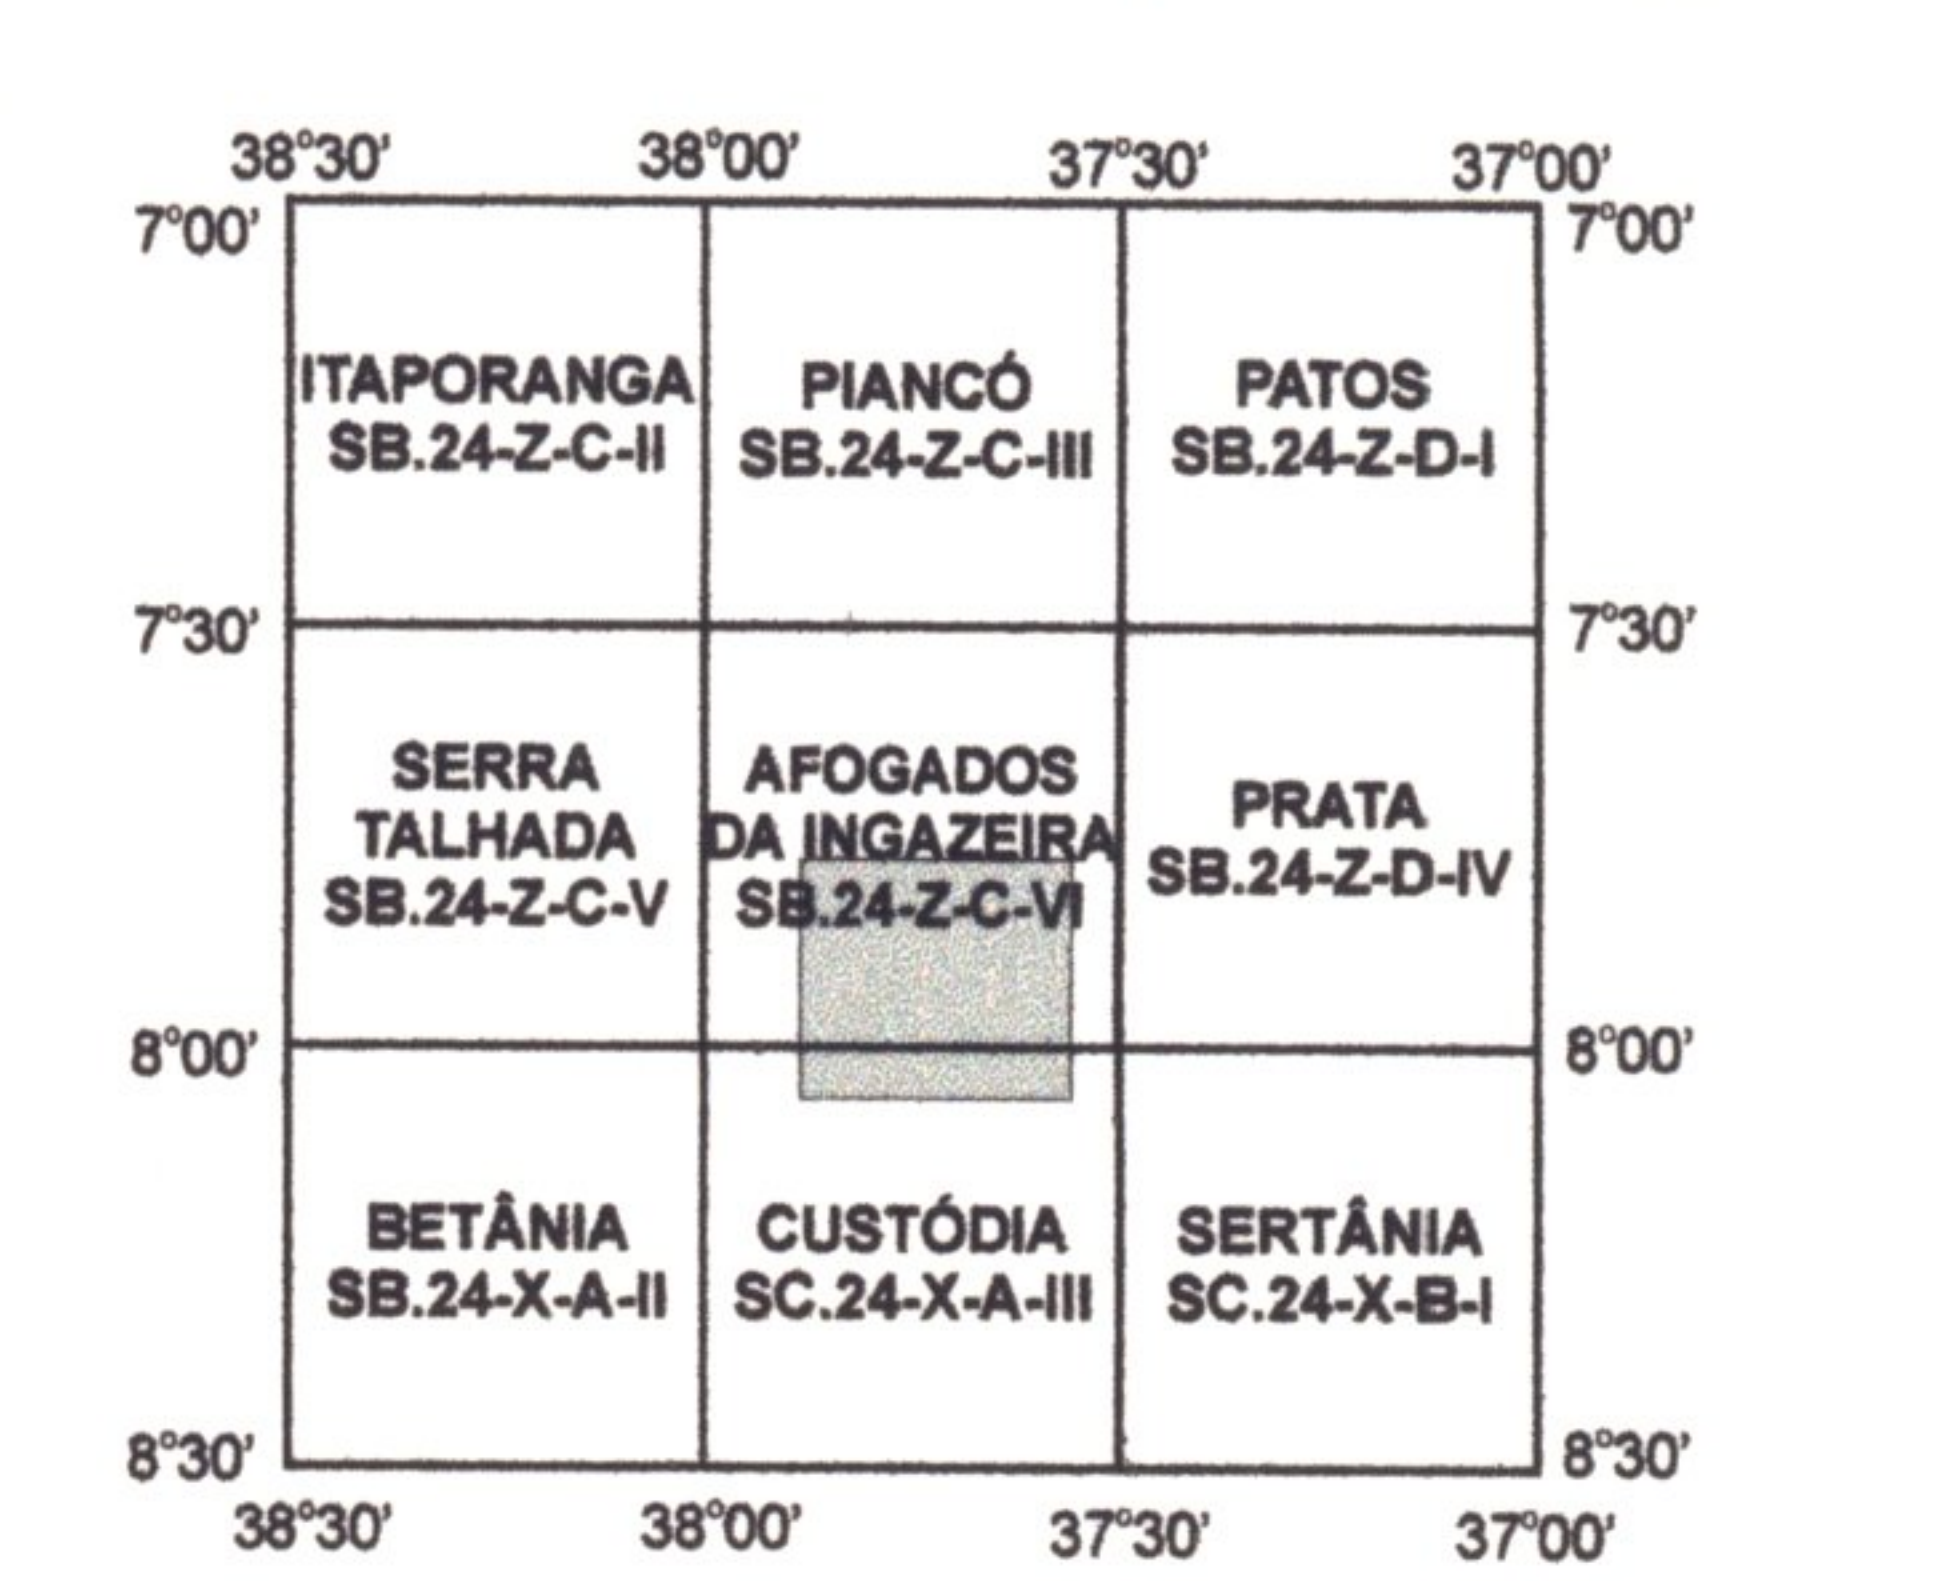 38°30' 38°00' 37°30' 37°00'
7°00' 7°00'
ITAPORANGA
SB.24-Z-C-II
PIANCÓ
SB.24-Z-C-III
PATOS
SB.24-Z-D-I
7°30' 7°30'
SERRA
TALHADA
SB.24-Z-C-V
AFOGADOS
DA INGAZEIRA
SB.24-Z-C-VI
PRATA
SB.24-Z-D-IV
8°00' 8°00'
BETÂNIA
SB.24-X-A-II
CUSTÓDIA
SC.24-X-A-III
SERTÂNIA
SC.24-X-B-I
8°30' 8°30'
38°30' 38°00' 37°30' 37°00'